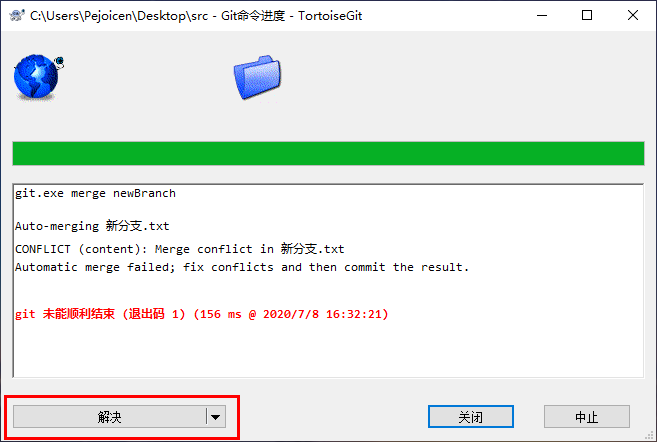 C:\Users\Pejoicen\Desktop\src - Git命令进度 - TortoiseGit
git.exe merge newBranch
Auto-merging 新分支.txt
CONFLICT (content): Merge conflict in 新分支.txt
Automatic merge failed; fix conflicts and then commit the result.
git 未能顺利结束 (退出码 1) (156 ms @ 2020/7/8 16:32:21)
解决
关闭
中止